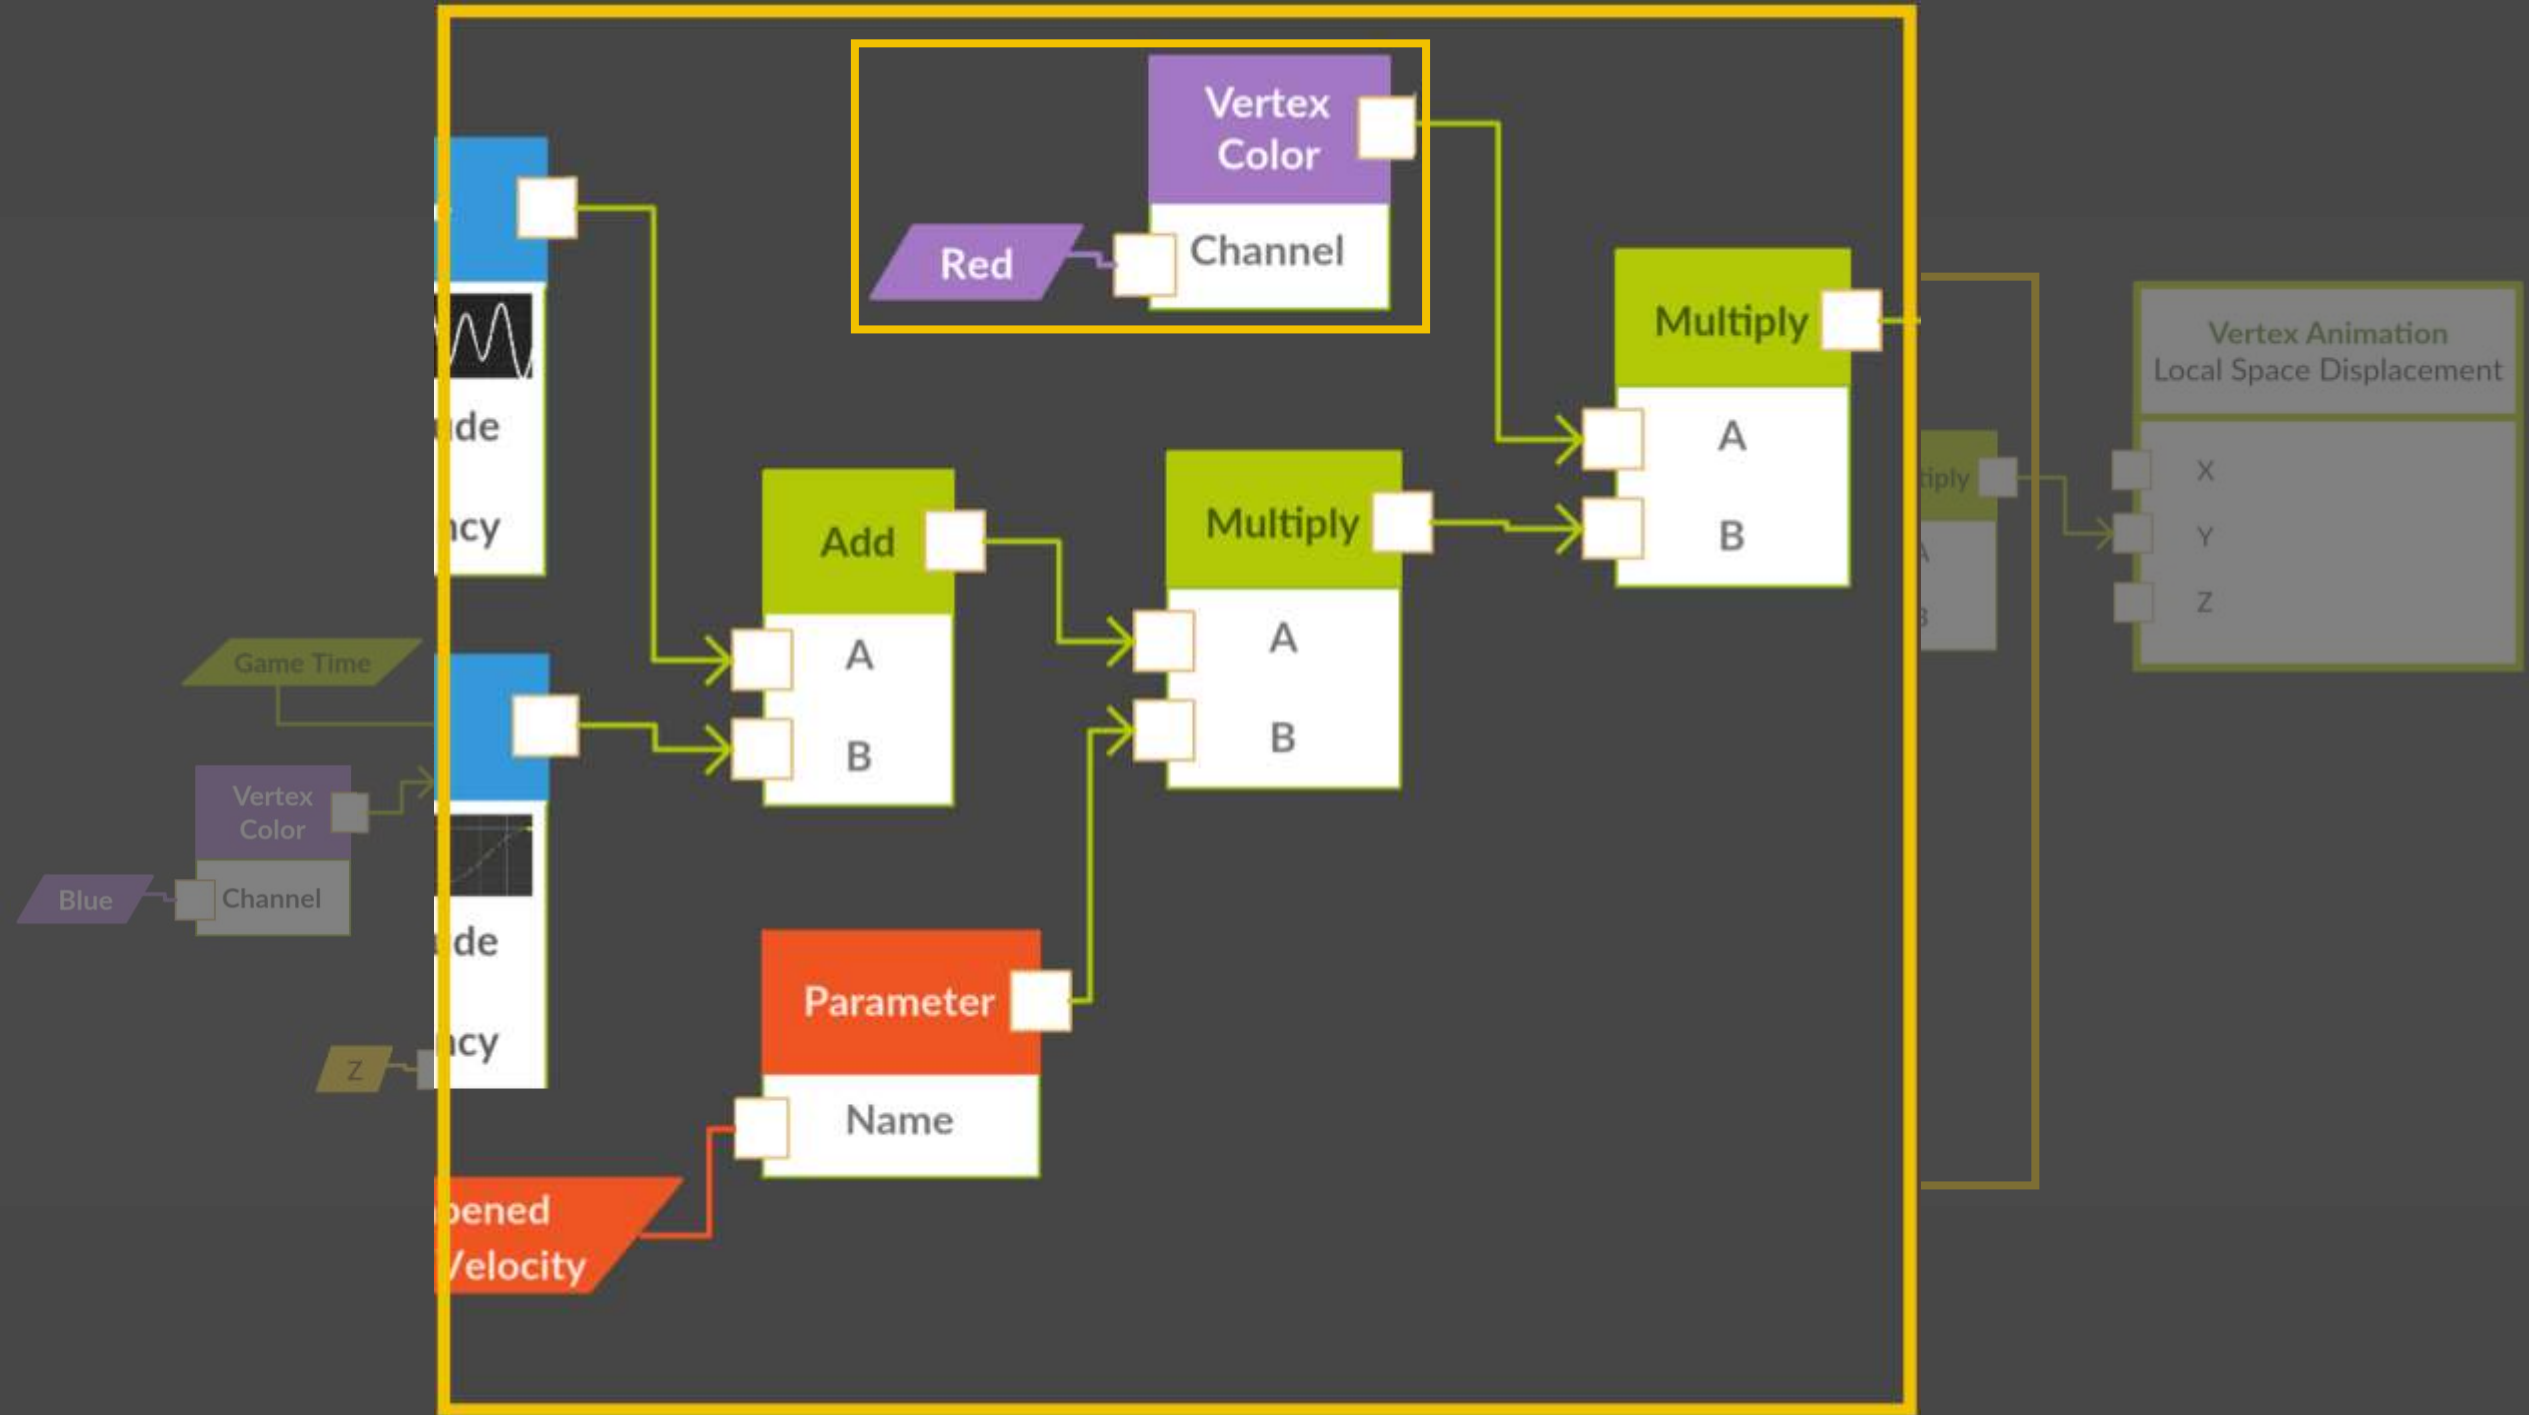 Vertex
Color
Channel
Red
Multiply
A
B
Vertex Animation
Local Space Displacement
X
Y
Z
Add
A
B
Multiply
A
B
Game Time
Vertex
Color
Channel
Blue
Z
Parameter
Name
Velocity